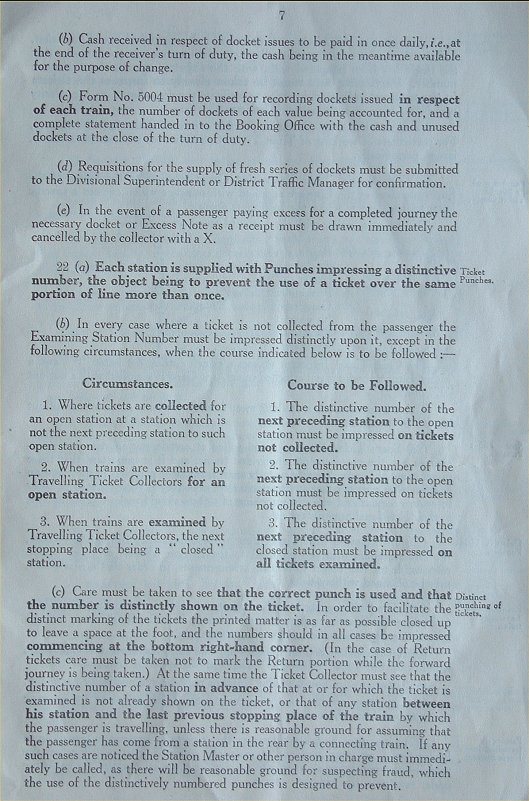 7
(b) Cash received in respect of docket issues to be paid in once daily, i.e., at
the end of the receiver's turn of duty, the cash being in the meantime available
for the purpose of change.
(c) Form No. 5004 must be used for recording dockets issued in respect
of each train, the number of dockets of each value being accounted for, and a
complete statement handed in to the Booking Office with the cash and unused
dockets at the close of the turn of duty.
(d) Requisitions for the supply of fresh series of dockets must be submitted
to the Divisional Superintendent or District Traffic Manager for confirmation.
(e) In the event of a passenger paying excess for a completed journey the
necessary docket or Excess Note as a receipt must be drawn immediately and
cancelled by the collector with a X.
22 (a) Each station is supplied with Punches impressing a distinctive
number, the object being to prevent the use of a ticket over the same
portion of line more than once.
Ticket
Punches.
(b) In every case where a ticket is not collected from the passenger the
Examining Station Number must be impressed distinctly upon it, except in the
following circumstances, when the course indicated below is to be followed :—
Circumstances.
1. Where tickets are collected for
an open station at a station which is
not the next preceding station to such
open station.
2. When trains are examined by
Travelling Ticket Collectors for an
open station.
3. When trains are examined by
Travelling Ticket Collectors, the next
stopping place being a "closed"
station.
Course to be Followed.
1. The distinctive number of the
next preceding station to the open
station must be impressed on tickets
not collected.
2. The distinctive number of the
next preceding station to the open
station must be impressed on tickets
not collected.
3. The distinctive number of the
next preceding station to the
closed station must be impressed on
all tickets examined.
(c) Care must be taken to see that the correct punch is used and that
the number is distinctly shown on the ticket. In order to facilitate the
distinct marking of the tickets the printed matter is as far as possible closed up
to leave a space at the foot, and the numbers should in all cases be impressed
commencing at the bottom right-hand corner. (In the case of Return
tickets care must be taken not to mark the Return portion while the forward
journey is being taken.) At the same time the Ticket Collector must see that the
distinctive number of a station in advance of that at or for which the ticket is
examined is not already shown on the ticket, or that of any station between
his station and the last previous stopping place of the train by which
the passenger is travelling, unless there is reasonable ground for assuming that
the passenger has come from a station in the rear by a connecting train. If any
such cases are noticed the Station Master or other person in charge must immedi-
ately be called, as there will be reasonable ground for suspecting fraud, which
the use of the distinctively numbered punches is designed to prevent.
Distinct
punching of
tickets.